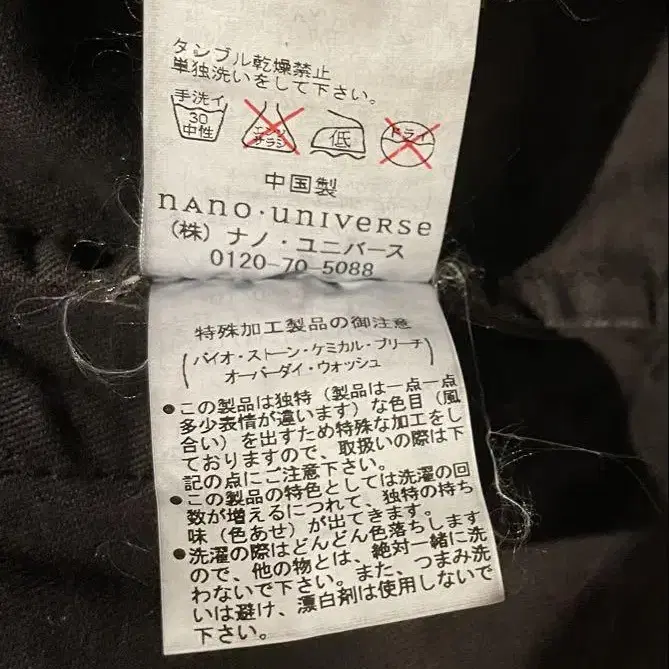 タンブル乾燥禁止
単独洗いをして下さい。
手洗イ
30
中性
エンソ
サラシ
低
ドライ
中国製
nano・universe
(株) ナノ・ユニバース
0120-70-5088
特殊加工製品の御注意
(バイオ・ストーン・ケミカル・ブリーチ
オーバーダイ・ウォッシュ)
●この製品は独特(製品は一点一点
多少表情が違います)な色目(風
合い)を出すため特殊な加工をし
ておりますので、取扱いの際は下
記の点にご注意下さい。
●この製品の特色としては洗濯の回
数が増えるにつれて、独特の持ち
味(色あせ)が出てきます。
●洗濯の際はどんどん色落ちします
ので、他の物とは、絶対一緒に洗
わないで下さい。また、つまみ洗
いは避け、漂白剤は使用しないで
下さい。